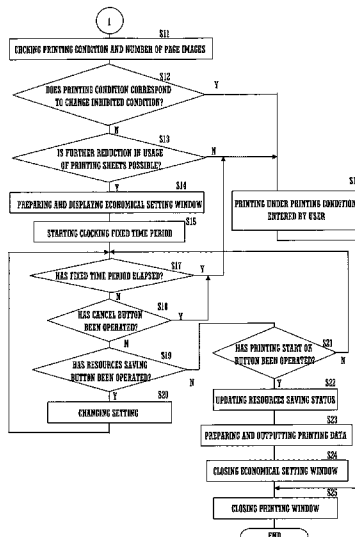 1
S11
CHCKING PRINTING CONDITION AND NUMBER OF PAGE IMAGES
S12
DOES PRINTING CONDITION CORRESPOND
TO CHANGE INHIBITED CONDITION?
Y
N
S13
IS FURTHER REDUCTION IN USAGE
OF PRINTING SHEETS POSSIBLE?
N
Y
S14
PREPARING AND DISPLAYING ECONOMICAL SETTING WINDOW
S15
STARTING CLOCKING FIXED TIME PERIOD
PRINTING UNDER PRINTING CONDITION
ENTERED BY USER
S17
HAS FIXED TIME PERIOD ELAPSED?
Y
N
S18
HAS CANCEL BUTTON
BEEN OPERATED?
Y
N
S19
HAS RESOURCES SAVING
BUTTON BEEN OPERATED?
N
Y
S20
CHANGING SETTING
S21
HAS PRINTING START OR
BUTTON BEEN OPERATED?
N
Y
S22
UPDATING RESOURCES SAVING STATUS
S23
PREPARING AND OUTPUTTING PRINTING DATA
S24
CLOSING ECONOMICAL SETTING WINDOW
S25
CLOSING PRINTING WINDOW
END